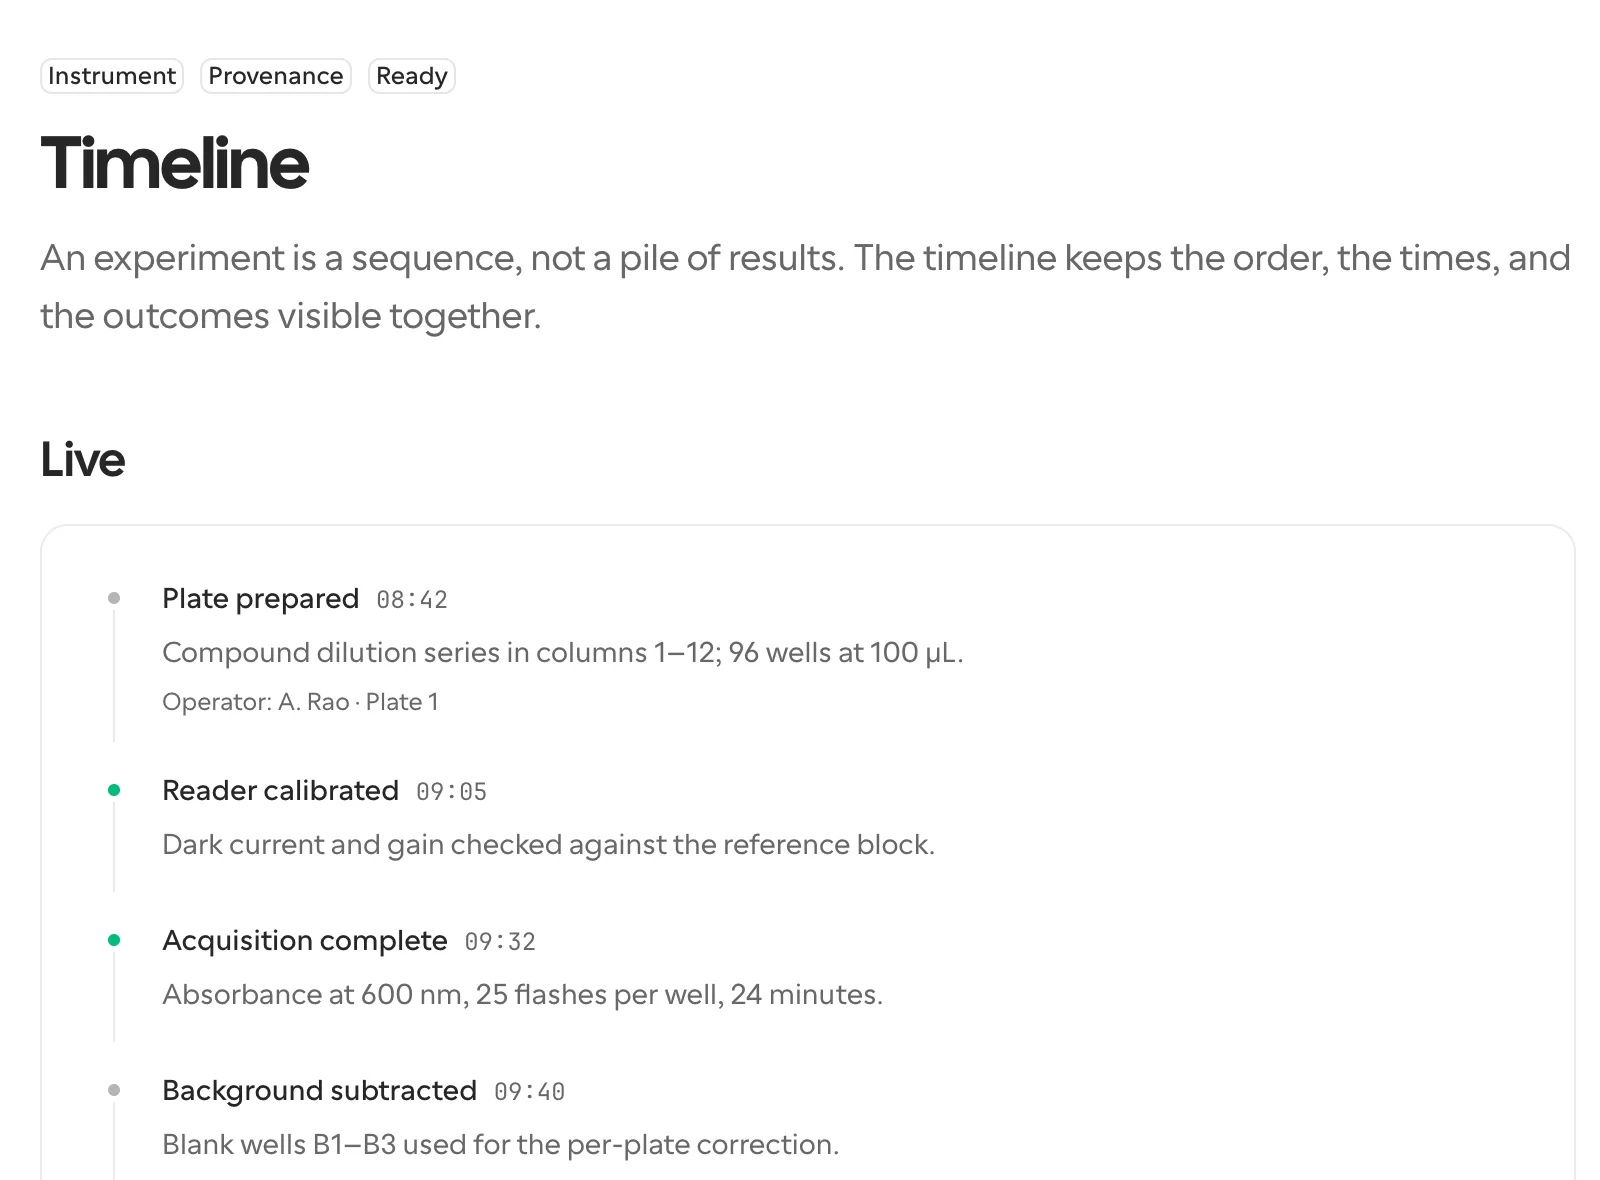 Instrument Provenance Ready
Timeline
An experiment is a sequence, not a pile of results. The timeline keeps the order, the times, and
the outcomes visible together.
Live
Plate prepared 08:42
Compound dilution series in columns 1–12; 96 wells at 100 µL.
Operator: A. Rao · Plate 1
Reader calibrated 09:05
Dark current and gain checked against the reference block.
Acquisition complete 09:32
Absorbance at 600 nm, 25 flashes per well, 24 minutes.
Background subtracted 09:40
Blank wells B1–B3 used for the per-plate correction.